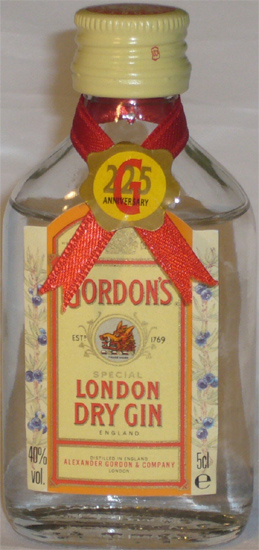 225
G
ANNIVERSARY
GORDON'S
ESTD 1769
SPECIAL
LONDON
DRY GIN
ENGLAND
40%
vol.
DISTILLED IN ENGLAND
ALEXANDER GORDON & COMPANY
LONDON
5cl
e